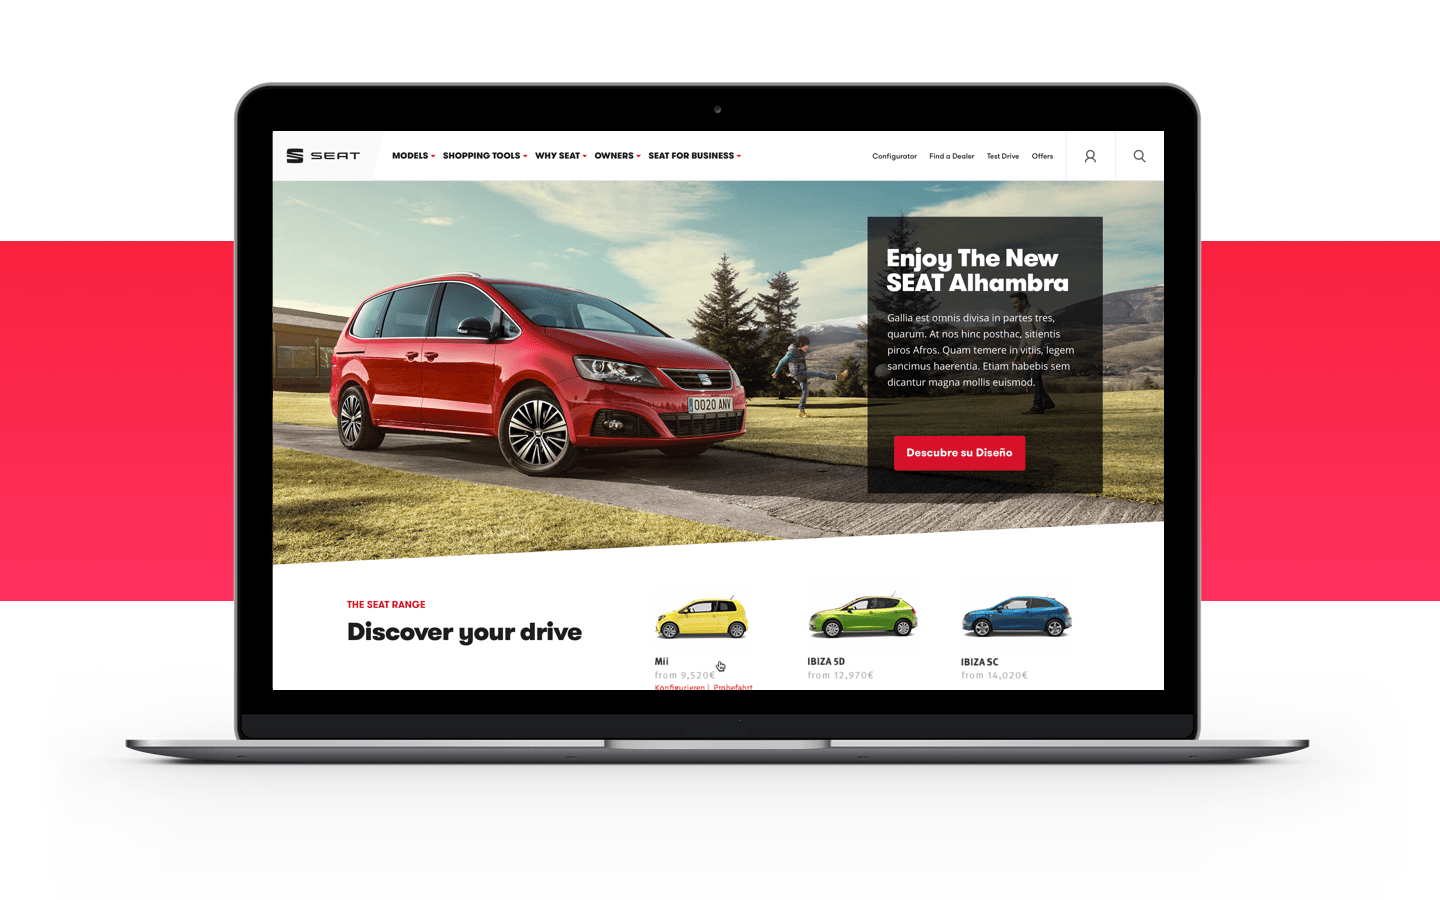 SEAT
MODELS SHOPPING TOOLS WHY SEAT OWNERS SEAT FOR BUSINESS
Configurator Find a Dealer Test Drive Offers
Enjoy The New
SEAT Alhambra
Gallia est omnis divisa in partes tres,
quarum. At nos hinc posthac, sitientis
piros Afros. Quam temere in vitiis, legem
sancimus haerentia. Etiam habebis sem
dicantur magna mollis euismod.
Descubre su Diseño
0020 ANV
THE SEAT RANGE
Discover your drive
Mii
from 9,520€
Konfigurieren | Probefahrt
IBIZA 5D
from 12,970€
IBIZA SC
from 14,020€